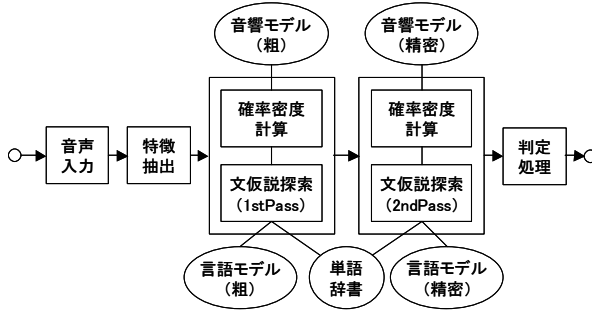 音響モデル
（粗）
音響モデル
（精密）
確率密度
計算
確率密度
計算
音声
入力
特徴
抽出
判定
処理
文仮説探索
(1stPass)
文仮説探索
(2ndPass)
言語モデル
（粗）
単語
辞書
言語モデル
（精密）